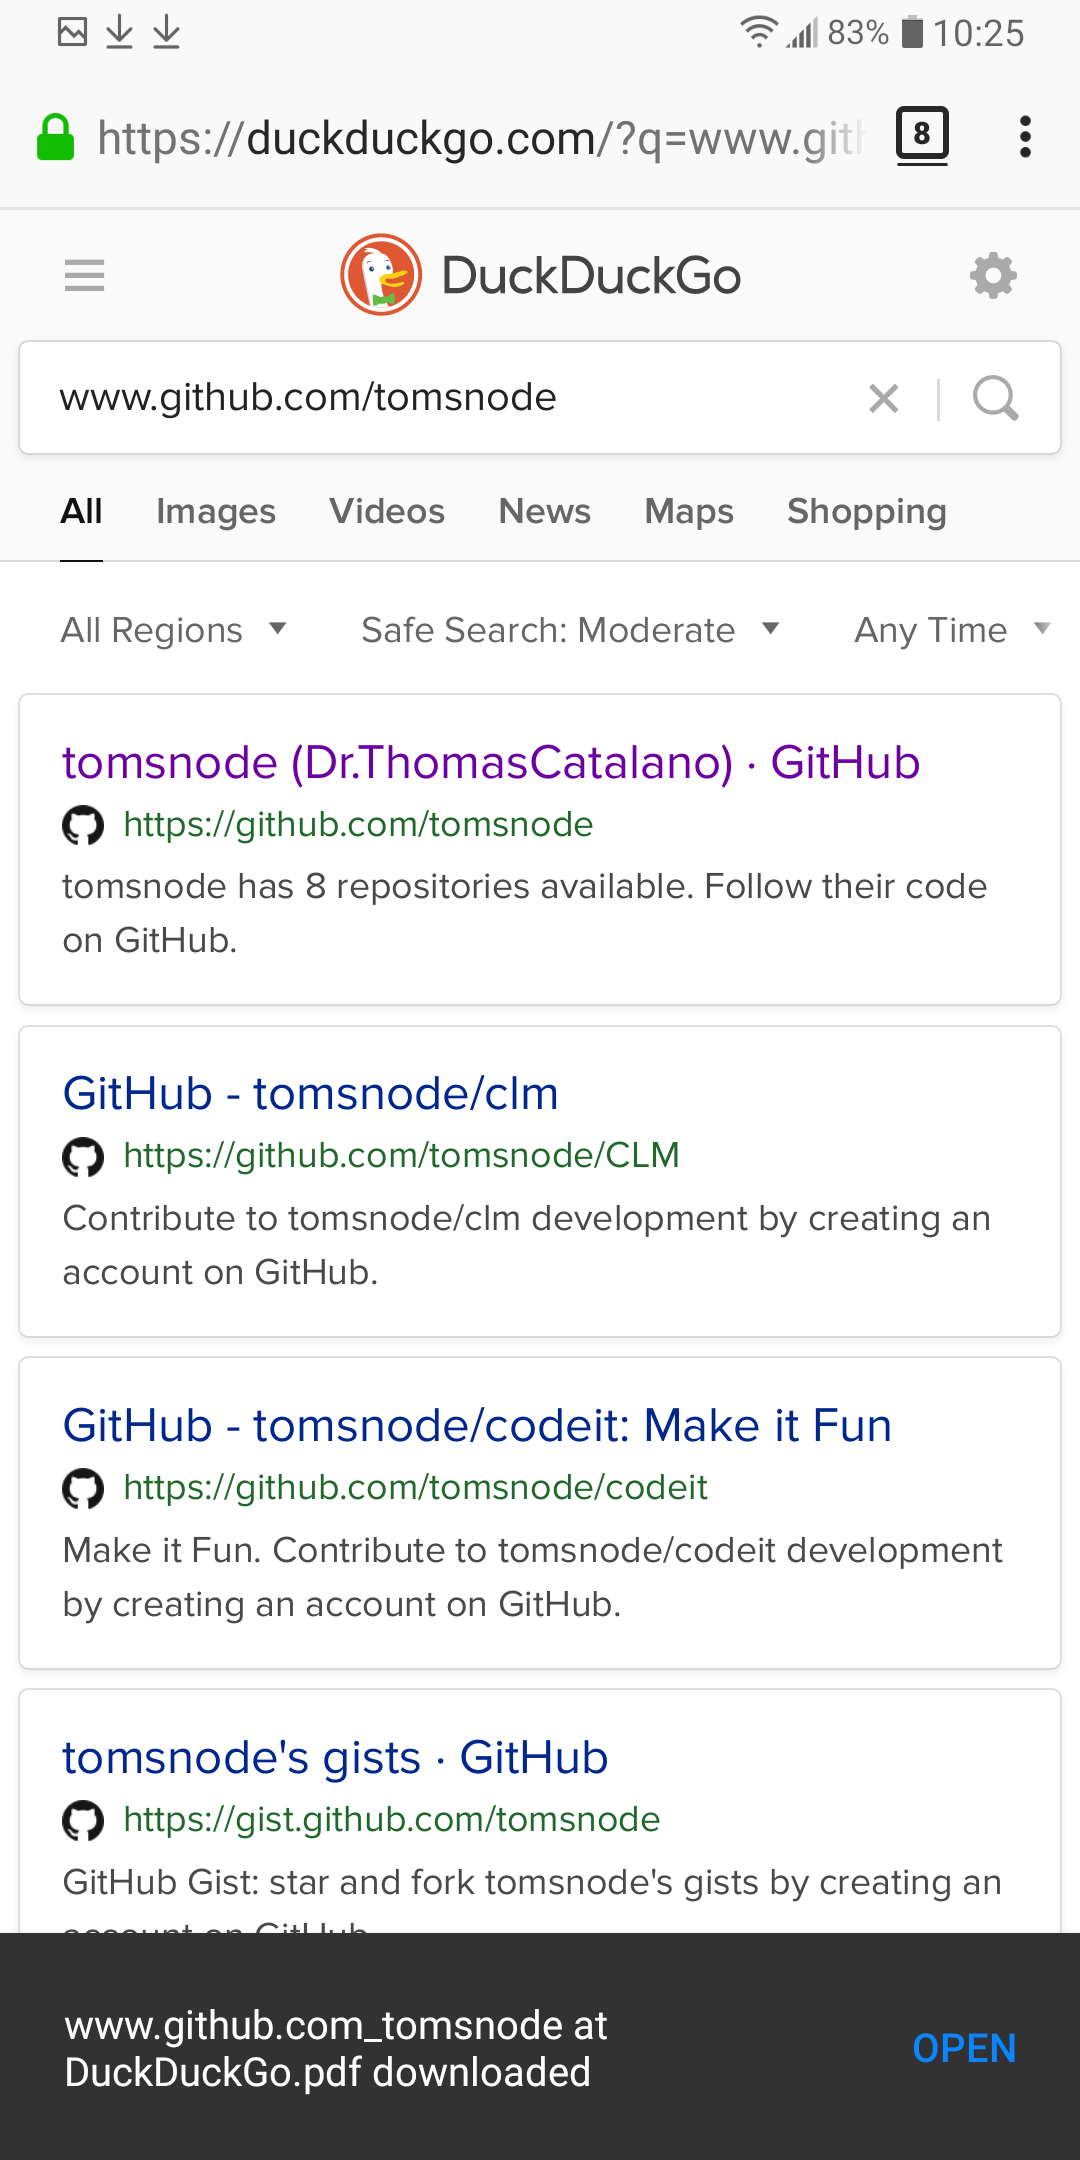 83% 10:25
https://duckduckgo.com/?q=www.gith
8
DuckDuckGo
www.github.com/tomsnode
All Images Videos News Maps Shopping
All Regions Safe Search: Moderate Any Time
tomsnode (Dr.ThomasCatalano) · GitHub
https://github.com/tomsnode
tomsnode has 8 repositories available. Follow their code
on GitHub.
GitHub - tomsnode/clm
https://github.com/tomsnode/CLM
Contribute to tomsnode/clm development by creating an
account on GitHub.
GitHub - tomsnode/codeit: Make it Fun
https://github.com/tomsnode/codeit
Make it Fun. Contribute to tomsnode/codeit development
by creating an account on GitHub.
tomsnode's gists · GitHub
https://gist.github.com/tomsnode
GitHub Gist: star and fork tomsnode's gists by creating an
account on GitHub.
www.github.com_tomsnode at
DuckDuckGo.pdf downloaded
OPEN